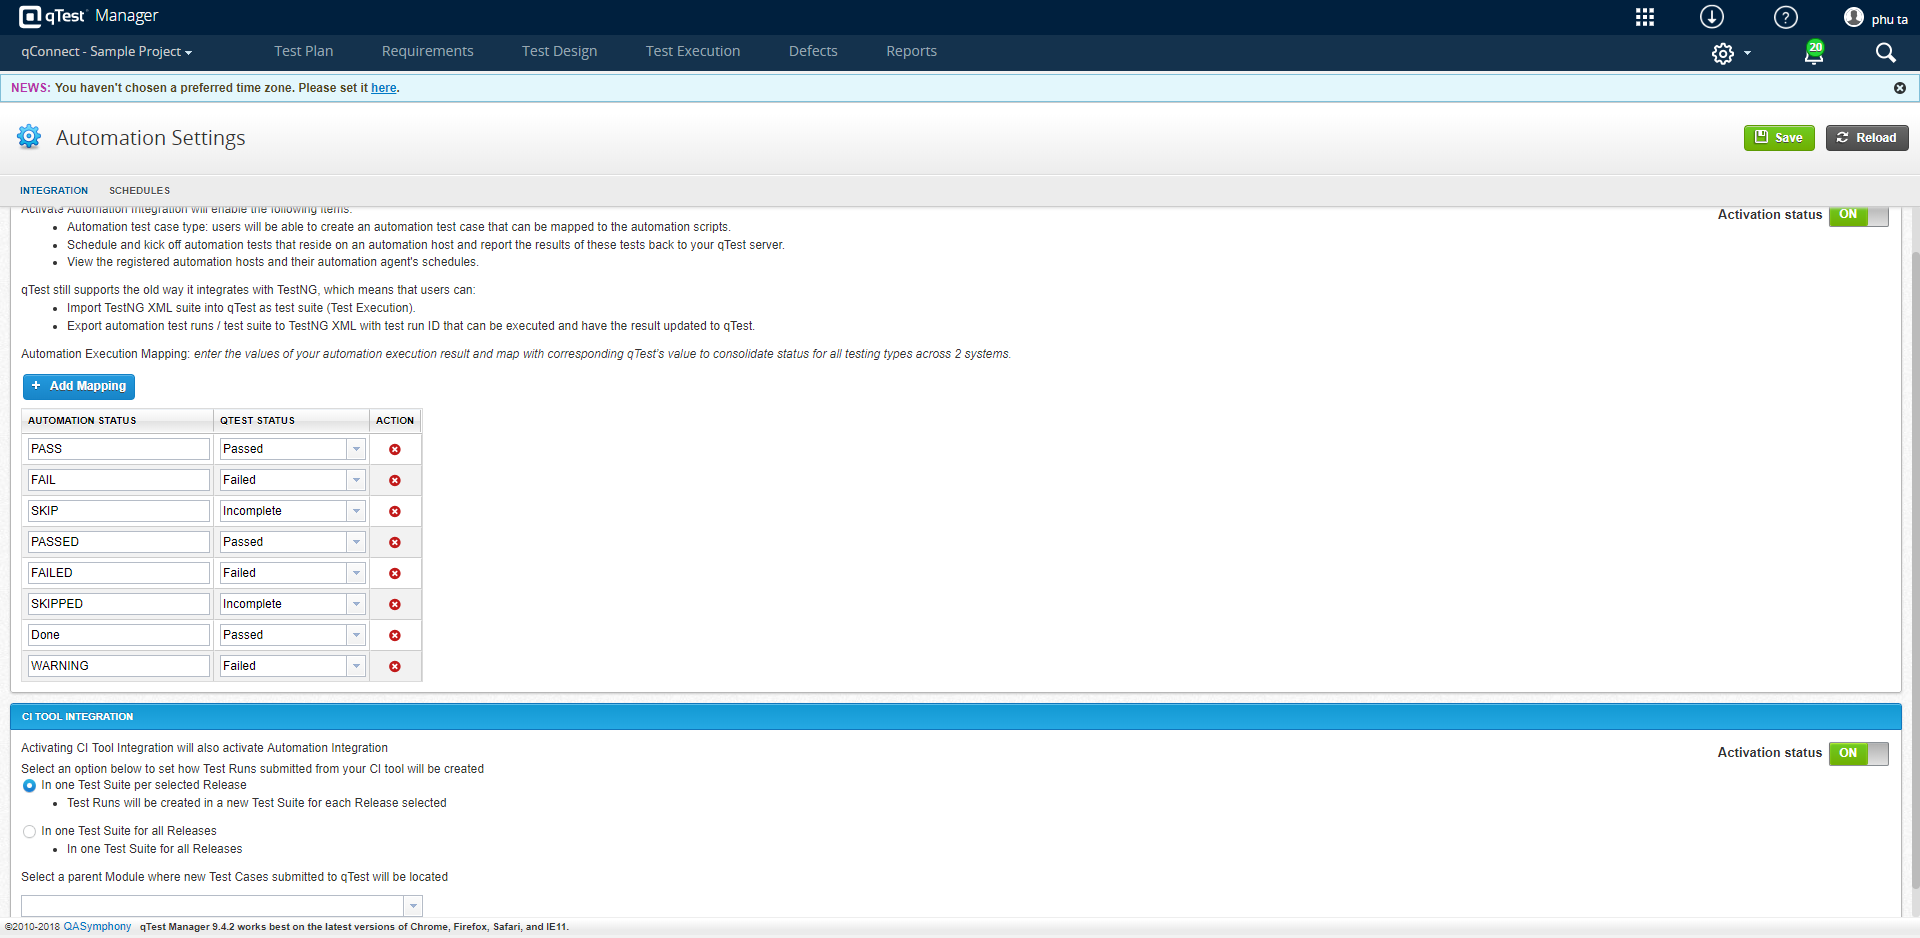 qTest Manager
phu ta
qConnect - Sample Project
Test Plan
Requirements
Test Design
Test Execution
Defects
Reports
20
NEWS: You haven't chosen a preferred time zone. Please set it here.
Automation Settings
Save
Reload
INTEGRATION
SCHEDULES
Activate Automation Integration will enable the following items:
Activation status ON
• Automation test case type: users will be able to create an automation test case that can be mapped to the automation scripts.
• Schedule and kick off automation tests that reside on an automation host and report the results of these tests back to your qTest server.
• View the registered automation hosts and their automation agent's schedules.
qTest still supports the old way it integrates with TestNG, which means that users can:
• Import TestNG XML suite into qTest as test suite (Test Execution).
• Export automation test runs / test suite to TestNG XML with test run ID that can be executed and have the result updated to qTest.
Automation Execution Mapping: enter the values of your automation execution result and map with corresponding qTest's value to consolidate status for all testing types across 2 systems.
+ Add Mapping
AUTOMATION STATUS QTEST STATUS ACTION
PASS Passed
FAIL Failed
SKIP Incomplete
PASSED Passed
FAILED Failed
SKIPPED Incomplete
Done Passed
WARNING Failed
CI TOOL INTEGRATION
Activating CI Tool Integration will also activate Automation Integration
Activation status ON
Select an option below to set how Test Runs submitted from your CI tool will be created
In one Test Suite per selected Release
• Test Runs will be created in a new Test Suite for each Release selected
In one Test Suite for all Releases
• In one Test Suite for all Releases
Select a parent Module where new Test Cases submitted to qTest will be located
©2010-2018 QASymphony qTest Manager 9.4.2 works best on the latest versions of Chrome, Firefox, Safari, and IE11.